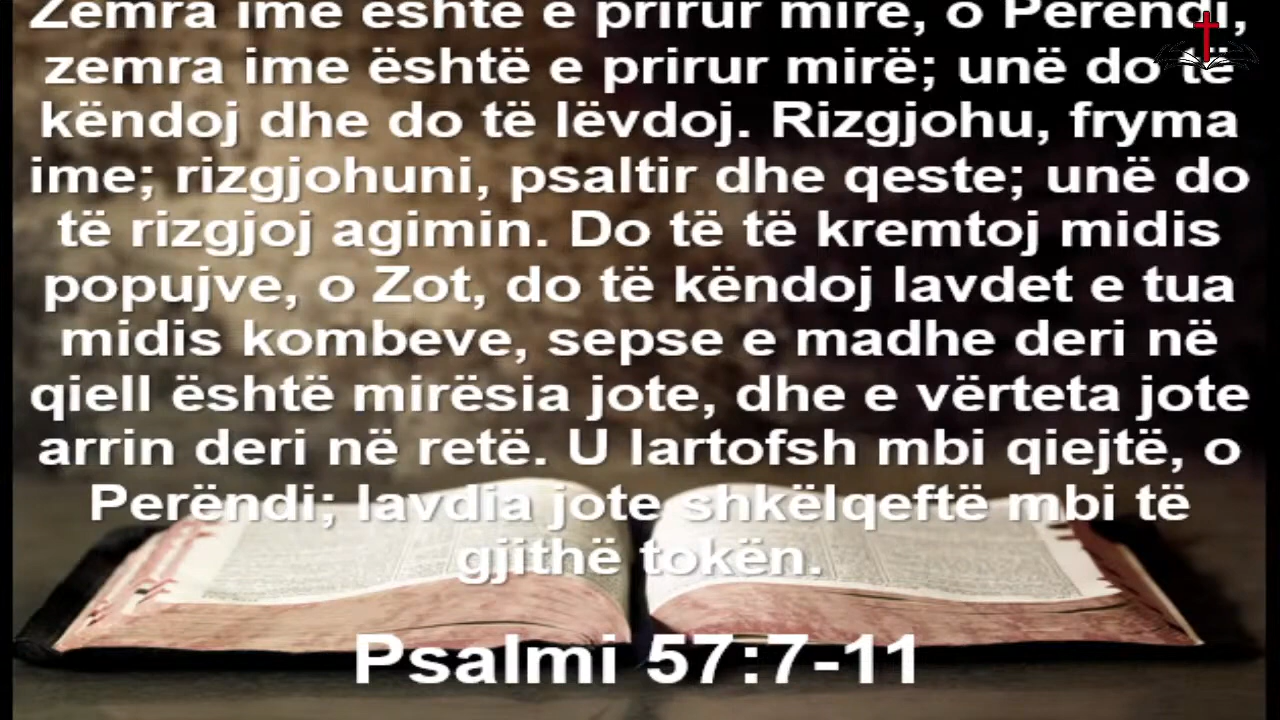 Zemra ime është e prirur mirë, o Perëndi,
zemra ime është e prirur mirë; unë do të
këndoj dhe do të lëvdoj. Rizgjohu, fryma
ime; rizgjohuni, psaltir dhe qeste; unë do
të rizgjoj agimin. Do të të kremtoj midis
popujve, o Zot, do të këndoj lavdet e tua
midis kombeve, sepse e madhe deri në
qiell është mirësia jote, dhe e vërteta jote
arrin deri në retë. U lartofsh mbi qiejtë, o
Perëndi; lavdia jote shkëlqeftë mbi të
gjithë tokën.
Psalmi 57:7-11